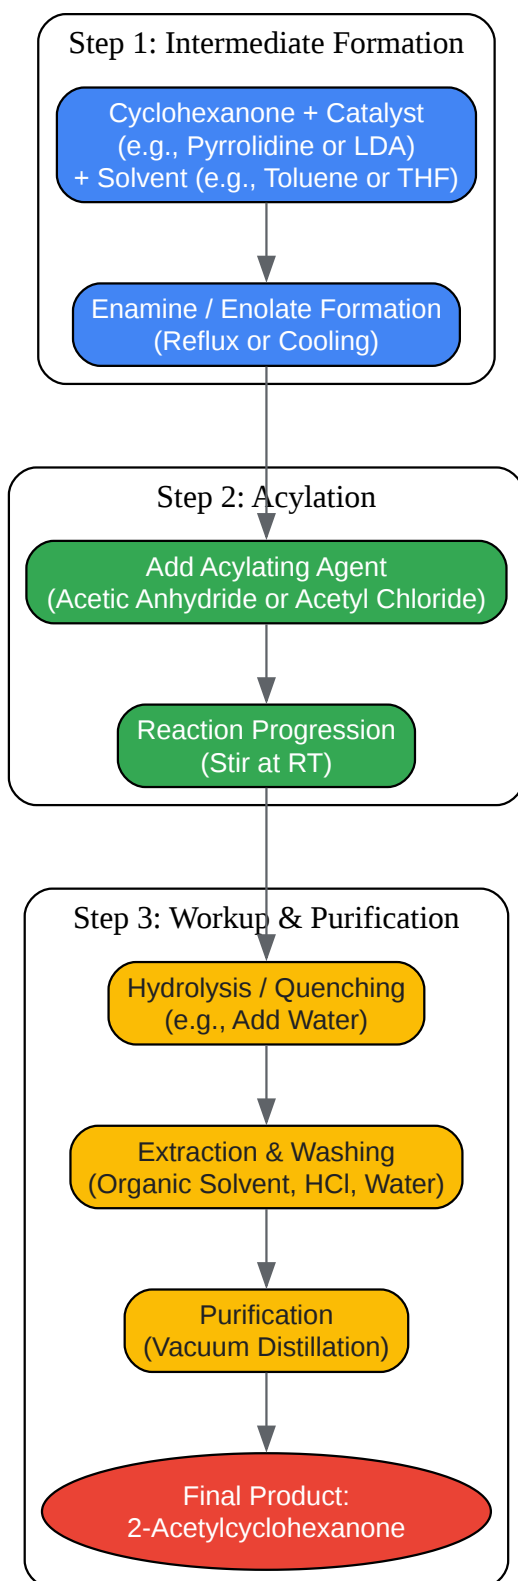 Step 1: Intermediate Formation
Cyclohexanone + Catalyst
(e.g., Pyrrolidine or LDA)
+ Solvent (e.g., Toluene or THF)
Enamine / Enolate Formation
(Reflux or Cooling)
Step 2: Acylation
Add Acylating Agent
(Acetic Anhydride or Acetyl Chloride)
Reaction Progression
(Stir at RT)
Step 3: Workup & Purification
Hydrolysis / Quenching
(e.g., Add Water)
Extraction & Washing
(Organic Solvent, HCl, Water)
Purification
(Vacuum Distillation)
Final Product:
2-Acetylcyclohexanone